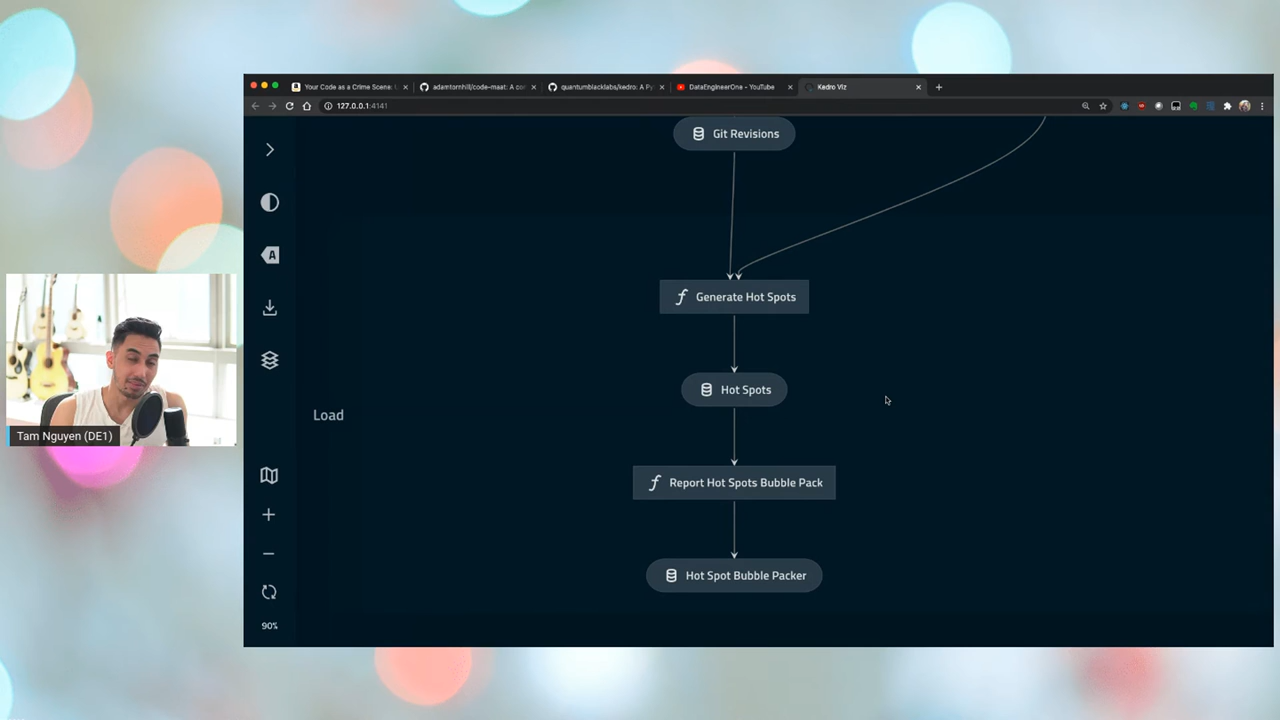 Your Code as a Crime Scene: U
adamtornhill/code-maat: A con
quantumblacklabs/kedro: A Py
DataEngineerOne - YouTube
Kedro Viz
127.0.0.1:4141
Git Revisions
A
Generate Hot Spots
Hot Spots
Load
Tam Nguyen (DE1)
Report Hot Spots Bubble Pack
Hot Spot Bubble Packer
90%